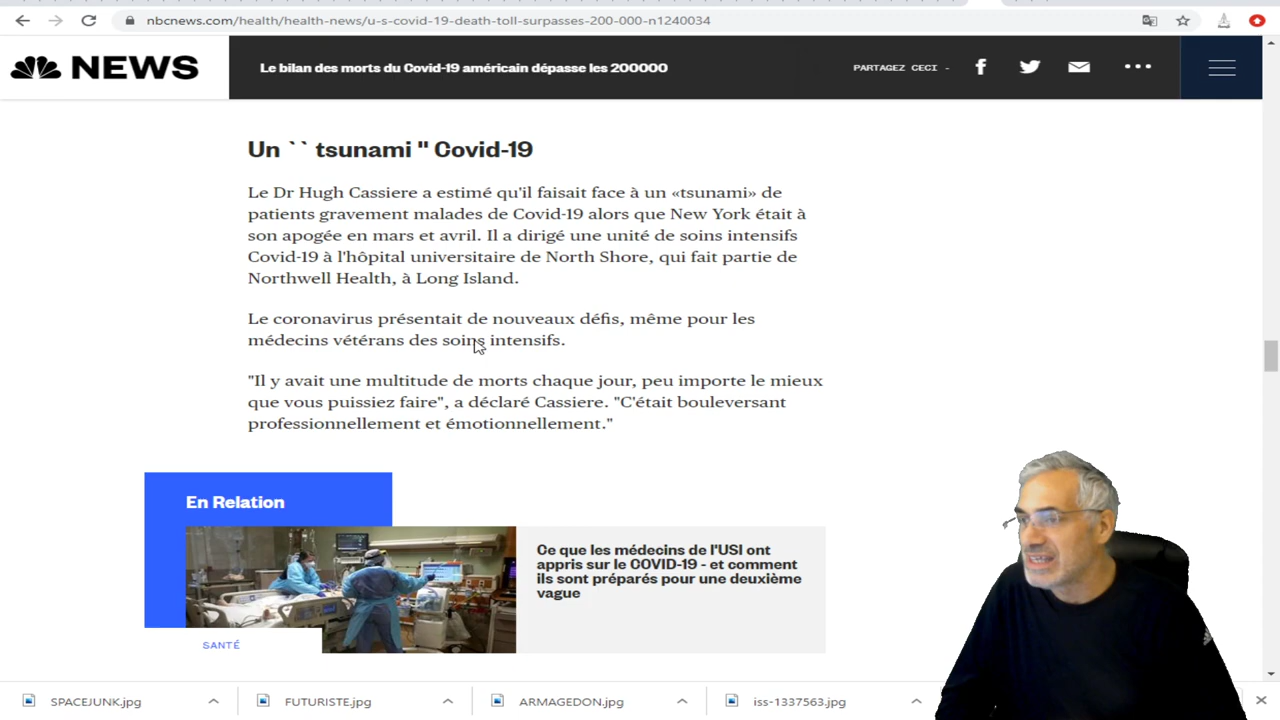 nbcnews.com/health/health-news/u-s-covid-19-death-toll-surpasses-200-000-n1240034
NEWS
Le bilan des morts du Covid-19 américain dépasse les 200000
PARTAGEZ CECI -
Un `` tsunami " Covid-19
Le Dr Hugh Cassiere a estimé qu'il faisait face à un «tsunami» de
patients gravement malades de Covid-19 alors que New York était à
son apogée en mars et avril. Il a dirigé une unité de soins intensifs
Covid-19 à l'hôpital universitaire de North Shore, qui fait partie de
Northwell Health, à Long Island.
Le coronavirus présentait de nouveaux défis, même pour les
médecins vétérans des soins intensifs.
"Il y avait une multitude de morts chaque jour, peu importe le mieux
que vous puissiez faire", a déclaré Cassiere. "C'était bouleversant
professionnellement et émotionnellement."
En Relation
Ce que les médecins de l'USI ont
appris sur le COVID-19 - et comment
ils sont préparés pour une deuxième
vague
SANTÉ
SPACEJUNK.jpg
FUTURISTE.jpg
ARMAGEDON.jpg
iss-1337563.jpg